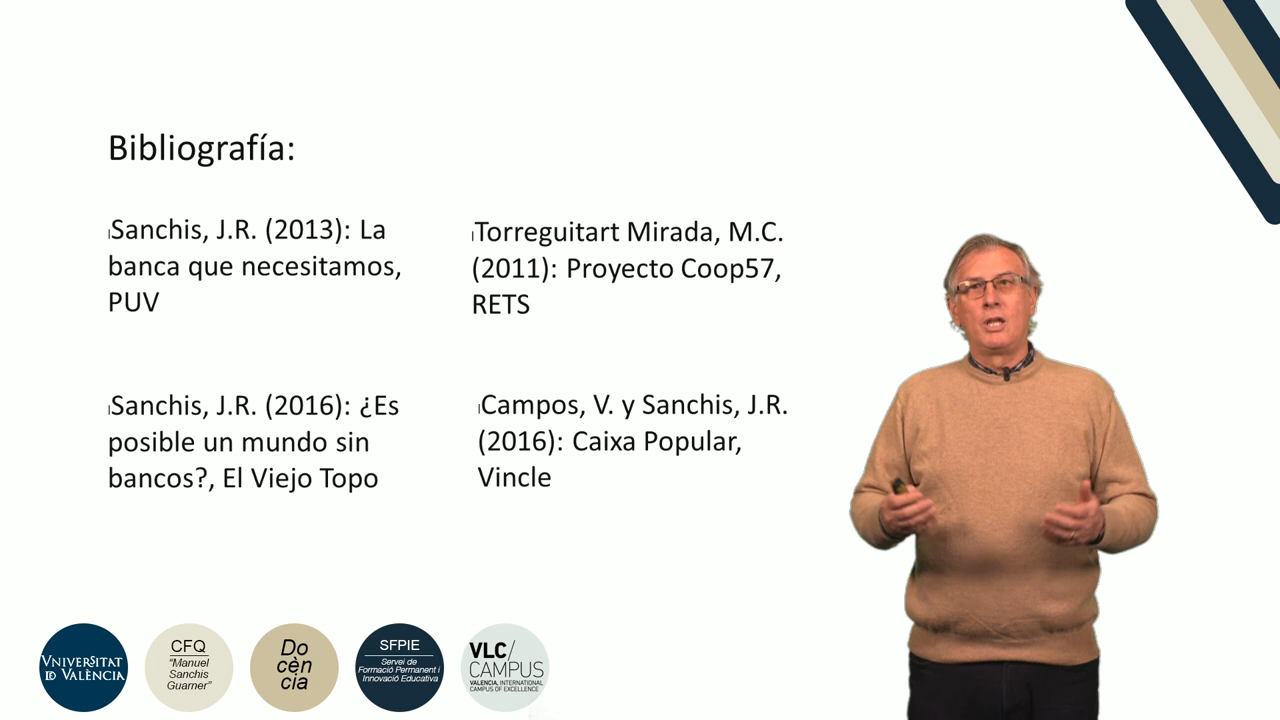 Bibliografía:
Sanchis, J.R. (2013): La
banca que necesitamos,
PUV
Torreguitart Mirada, M.C.
(2011): Proyecto Coop57,
RETS
Sanchis, J.R. (2016): ¿Es
posible un mundo sin
bancos?, El Viejo Topo
Campos, V. y Sanchis, J.R.
(2016): Caixa Popular,
Vincle
VNIVERSITAT
ID VALÈNCIA
CFQ
"Manuel
Sanchis
Guarner"
Do
cèn
cia
SFPIE
Servei de
Formació Permanent i
Innovació Educativa
VLC/
CAMPUS
VALENCIA, INTERNATIONAL
CAMPUS OF EXCELLENCE